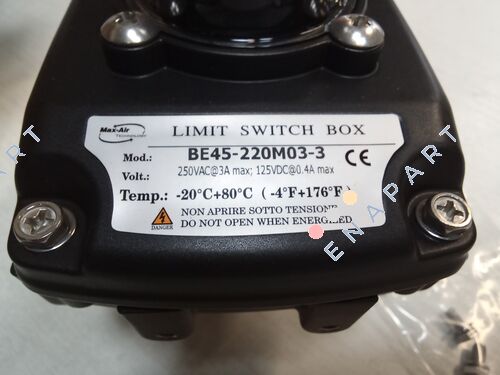 Max-Air
TECHNOLOGY
LIMIT SWITCH BOX
Mod.: BE45-220M03-3 CE
Volt.: 250VAC@3A max; 125VDC@0.4A max
Temp.: -20°C+80°C ( -4°F+176°F )
DANGER
NON APRIRE SOTTO TENSIONE
DO NOT OPEN WHEN ENERGIZED
ENAPART